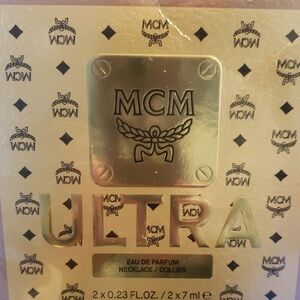 MCM
ULTRA
EAU DE PARFUM
NECKLACE / COLLIER
2 x 0.23 FL.OZ. / 2 x 7 ml ℮